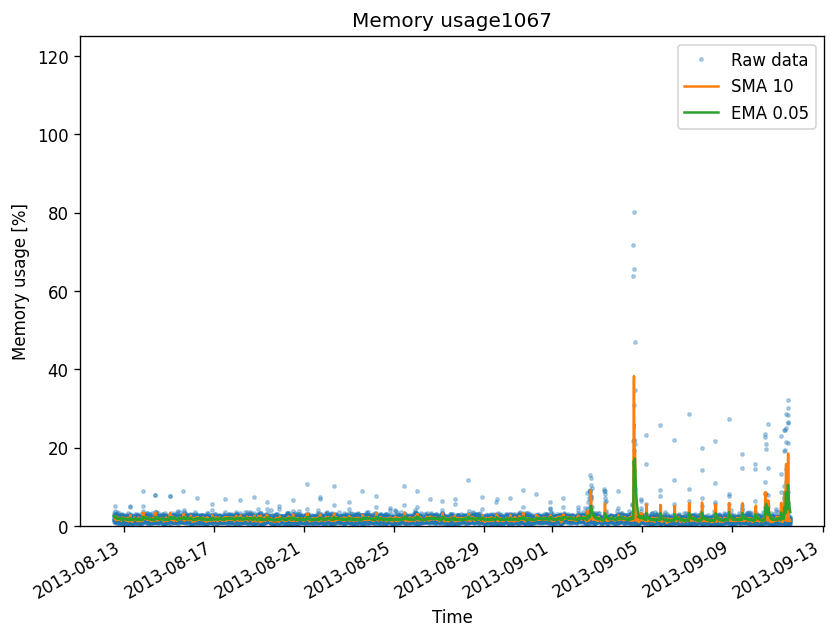 Memory usage1067
Raw data
SMA 10
EMA 0.05
Memory usage [%]
120
100
80
60
40
20
0
2013-08-13
2013-08-17
2013-08-21
2013-08-25
2013-08-29
2013-09-01
2013-09-05
2013-09-09
2013-09-13
Time